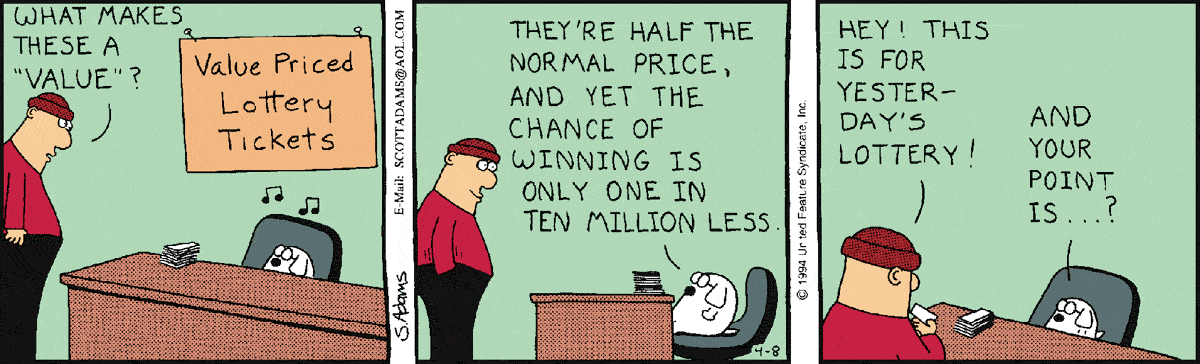 WHAT MAKES
THESE A
"VALUE"?
Value Priced
Lottery
Tickets
E-Mail: SCOTTADAMS@AOL.COM
S.Adams
THEY'RE HALF THE
NORMAL PRICE,
AND YET THE
CHANCE OF
WINNING IS
ONLY ONE IN
TEN MILLION LESS.
4-8
© 1994 United Feature Syndicate, Inc.
HEY! THIS
IS FOR
YESTER-
DAY'S
LOTTERY!
AND
YOUR
POINT
IS...?